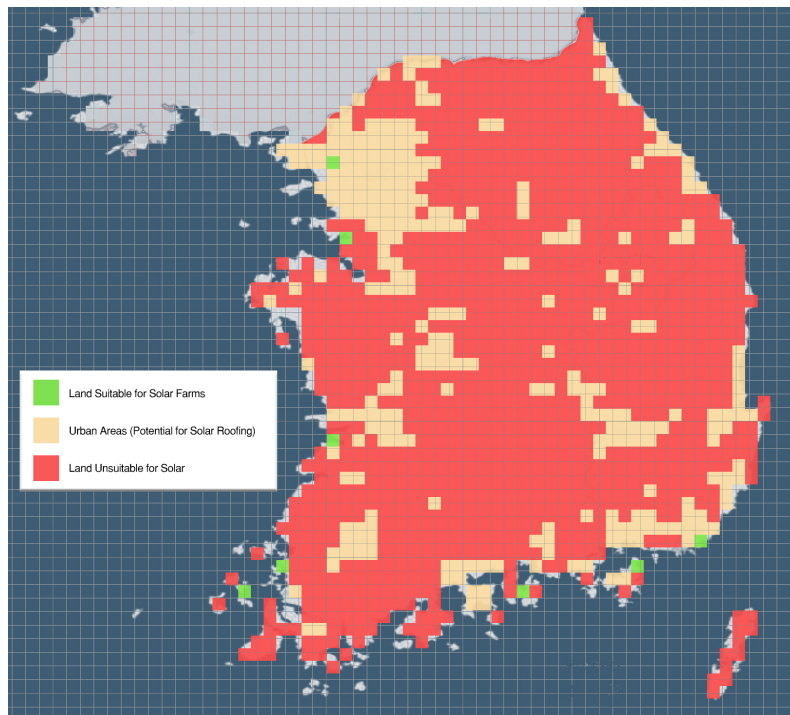 Land Suitable for Solar Farms
Urban Areas (Potential for Solar Roofing)
Land Unsuitable for Solar